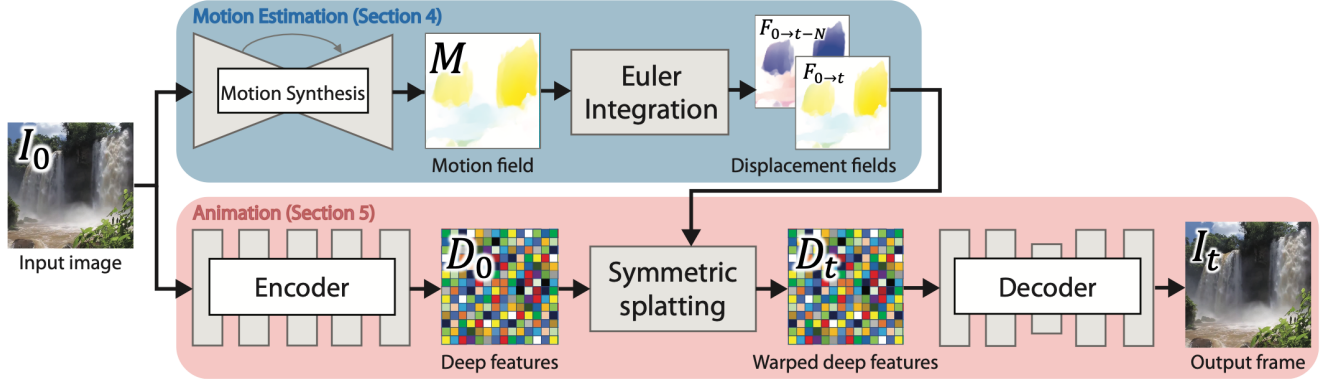 Motion Estimation (Section 4)
Motion Synthesis
M
Motion field
Euler
Integration
F₀→t−N
F₀→t
Displacement fields
I₀
Input image
Animation (Section 5)
Encoder
D₀
Deep features
Symmetric
splatting
Dₜ
Warped deep features
Decoder
Iₜ
Output frame